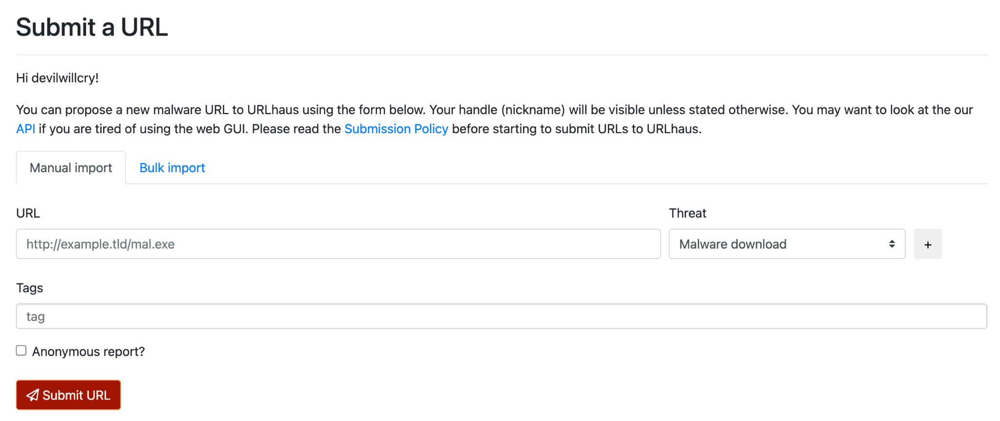 Submit a URL
Hi devilwillcry!
You can propose a new malware URL to URLhaus using the form below. Your handle (nickname) will be visible unless stated otherwise. You may want to look at the our
API if you are tired of using the web GUI. Please read the Submission Policy before starting to submit URLs to URLhaus.
Manual import Bulk import
URL Threat
http://example.tld/mal.exe Malware download +
Tags
tag
Anonymous report?
Submit URL